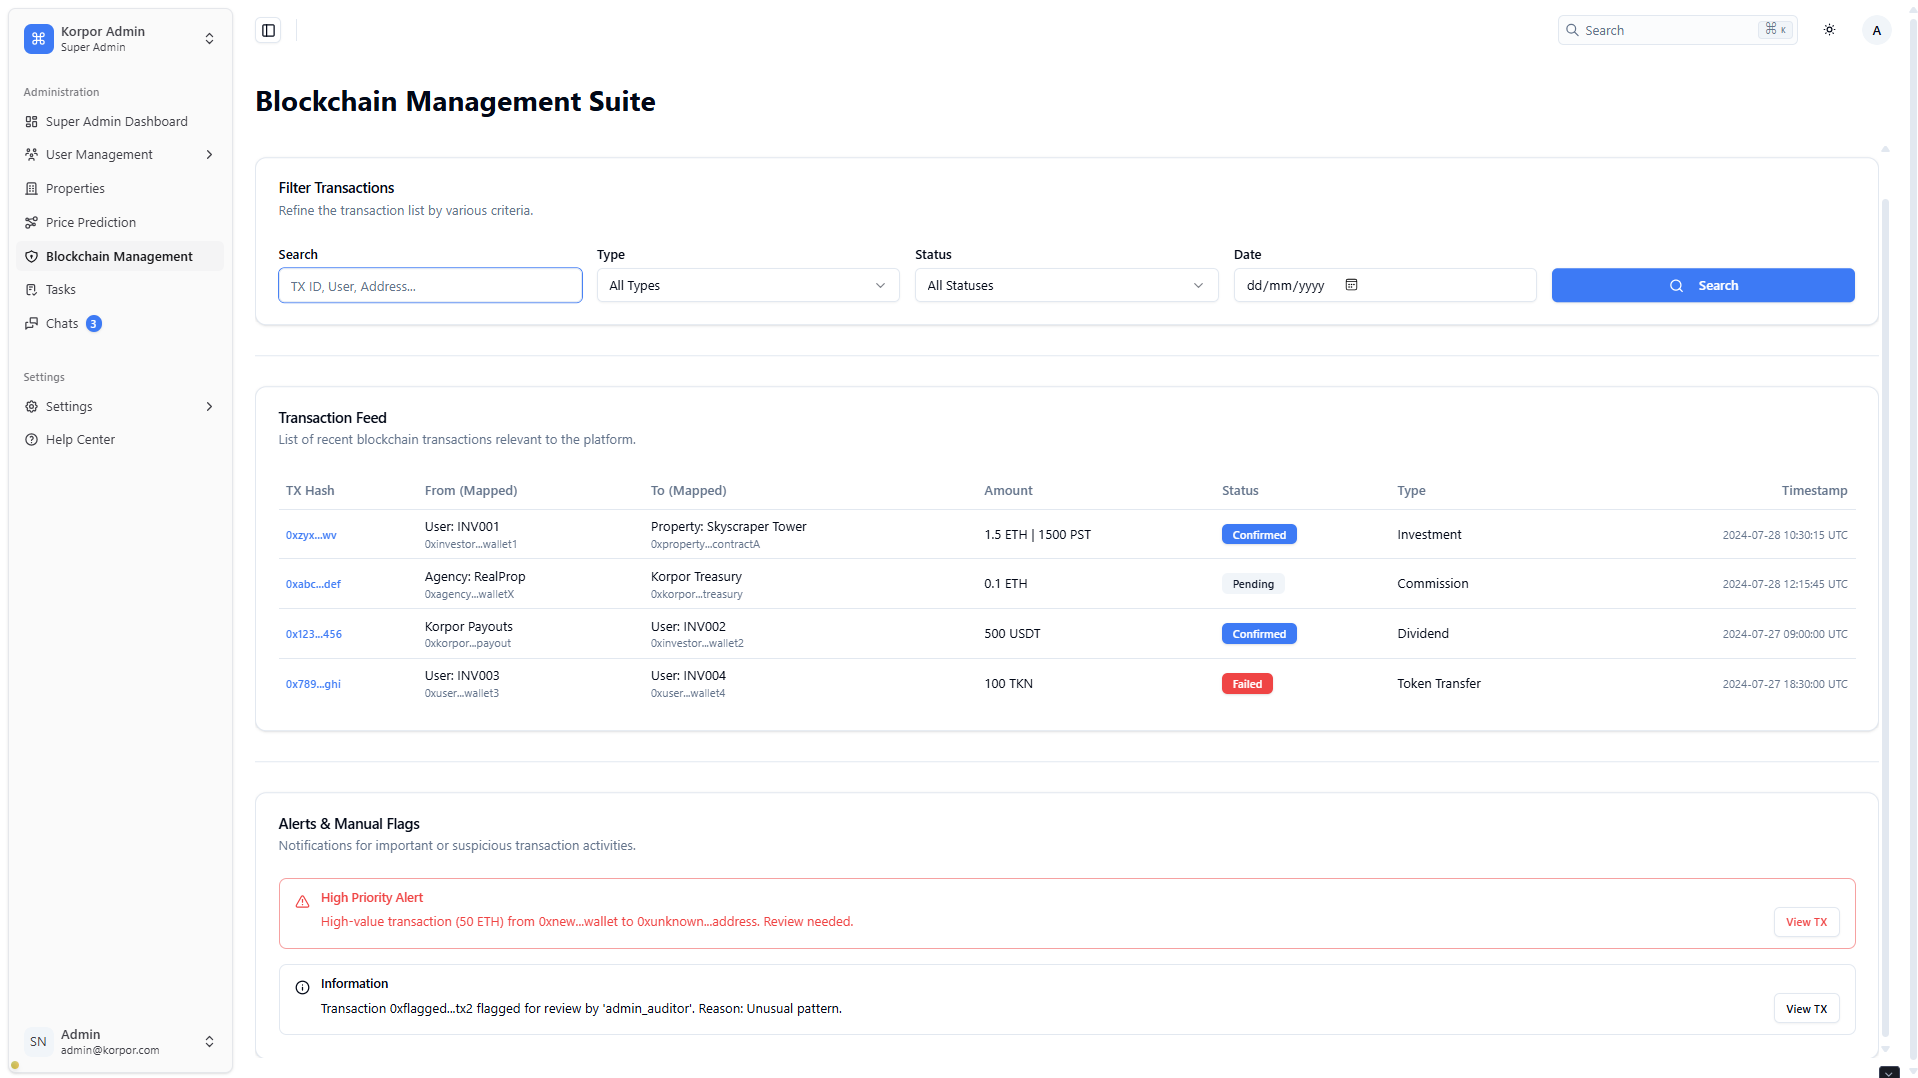 Korpor Admin
Super Admin
Administration
Super Admin Dashboard
User Management
Properties
Price Prediction
Blockchain Management
Tasks
Chats 3
Settings
Settings
Help Center
SN
Admin
admin@korpor.com
Search ⌘ K
A
Blockchain Management Suite
Filter Transactions
Refine the transaction list by various criteria.
Search Type Status Date
TX ID, User, Address... All Types All Statuses dd/mm/yyyy Search
Transaction Feed
List of recent blockchain transactions relevant to the platform.
TX Hash From (Mapped) To (Mapped) Amount Status Type Timestamp
0xzyx...wv User: INV001 Property: Skyscraper Tower 1.5 ETH | 1500 PST Confirmed Investment 2024-07-28 10:30:15 UTC
0xinvestor...wallet1 0xproperty...contractA
0xabc...def Agency: RealProp Korpor Treasury 0.1 ETH Pending Commission 2024-07-28 12:15:45 UTC
0xagency...walletX 0xkorpor...treasury
0x123...456 Korpor Payouts User: INV002 500 USDT Confirmed Dividend 2024-07-27 09:00:00 UTC
0xkorpor...payout 0xinvestor...wallet2
0x789...ghi User: INV003 User: INV004 100 TKN Failed Token Transfer 2024-07-27 18:30:00 UTC
0xuser...wallet3 0xuser...wallet4
Alerts & Manual Flags
Notifications for important or suspicious transaction activities.
High Priority Alert
High-value transaction (50 ETH) from 0xnew...wallet to 0xunknown...address. Review needed.
View TX
Information
Transaction 0xflagged...tx2 flagged for review by 'admin_auditor'. Reason: Unusual pattern.
View TX